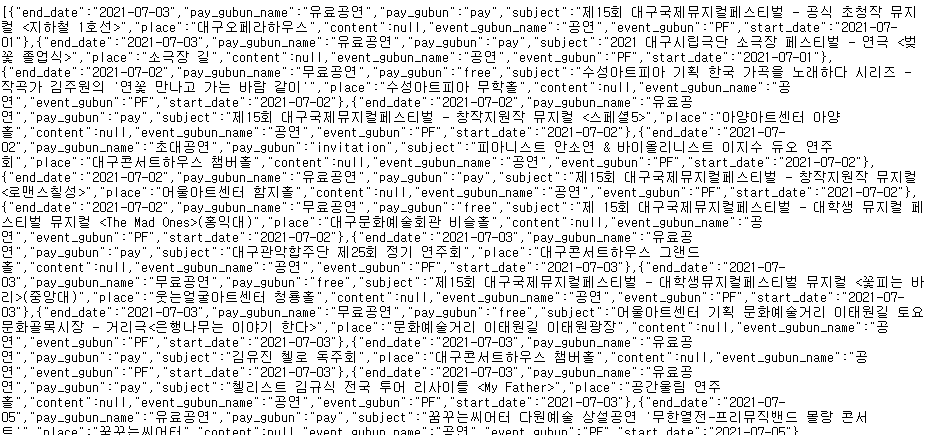 [{"end_date":"2021-07-03","pay_gubun_name":"유료공연","pay_gubun":"pay","subject":"제15회 대구국제뮤지컬페스티벌 - 공식 초청작 뮤지
컬 <지하철 1호선>","place":"대구오페라하우스","content":null,"event_gubun_name":"공연","event_gubun":"PF","start_date":"2021-07-
01"},{"end_date":"2021-07-03","pay_gubun_name":"유료공연","pay_gubun":"pay","subject":"2021 대구시립극단 소극장 페스티벌 - 연극 <벚
꽃 졸업식>","place":"소극장 길","content":null,"event_gubun_name":"공연","event_gubun":"PF","start_date":"2021-07-01"},
{"end_date":"2021-07-02","pay_gubun_name":"무료공연","pay_gubun":"free","subject":"수성아트피아 기획 한국 가곡을 노래하다 시리즈 -
작곡가 김주원의 '연꽃 만나고 가는 바람 같이'","place":"수성아트피아 무학홀","content":null,"event_gubun_name":"공
연","event_gubun":"PF","start_date":"2021-07-02"},{"end_date":"2021-07-02","pay_gubun_name":"유료공
연","pay_gubun":"pay","subject":"제15회 대구국제뮤지컬페스티벌 - 창작지원작 뮤지컬 <스페셜5>","place":"아양아트센터 아양
홀","content":null,"event_gubun_name":"공연","event_gubun":"PF","start_date":"2021-07-02"},{"end_date":"2021-07-
02","pay_gubun_name":"초대공연","pay_gubun":"invitation","subject":"피아니스트 안소연 & 바이올리니스트 이지수 듀오 연주
회","place":"대구콘서트하우스 챔버홀","content":null,"event_gubun_name":"공연","event_gubun":"PF","start_date":"2021-07-02"},
{"end_date":"2021-07-02","pay_gubun_name":"유료공연","pay_gubun":"pay","subject":"제15회 대구국제뮤지컬페스티벌 - 창작지원작 뮤지컬
<로맨스칠성>","place":"어울아트센터 함지홀","content":null,"event_gubun_name":"공연","event_gubun":"PF","start_date":"2021-07-02"},
{"end_date":"2021-07-02","pay_gubun_name":"무료공연","pay_gubun":"free","subject":"제 15회 대구국제뮤지컬페스티벌 - 대학생 뮤지컬 페
스티벌 뮤지컬 <The Mad Ones>(홍익대)","place":"대구문화예술회관 비슬홀","content":null,"event_gubun_name":"공
연","event_gubun":"PF","start_date":"2021-07-02"},{"end_date":"2021-07-03","pay_gubun_name":"유료공
연","pay_gubun":"pay","subject":"대구관악합주단 제25회 정기 연주회","place":"대구콘서트하우스 그랜드
홀","content":null,"event_gubun_name":"공연","event_gubun":"PF","start_date":"2021-07-03"},{"end_date":"2021-07-
03","pay_gubun_name":"무료공연","pay_gubun":"free","subject":"제15회 대구국제뮤지컬페스티벌 - 대학생뮤지컬페스티벌 뮤지컬 <꽃피는 바
리>(중앙대)","place":"웃는얼굴아트센터 청룡홀","content":null,"event_gubun_name":"공연","event_gubun":"PF","start_date":"2021-07-
03"},{"end_date":"2021-07-03","pay_gubun_name":"무료공연","pay_gubun":"free","subject":"어울아트센터 기획 문화예술거리 이태원길 토요
문화골목시장 - 거리극<은행나무는 이야기 한다>","place":"문화예술거리 이태원길 이태원광장","content":null,"event_gubun_name":"공
연","event_gubun":"PF","start_date":"2021-07-03"},{"end_date":"2021-07-03","pay_gubun_name":"유료공
연","pay_gubun":"pay","subject":"김유진 첼로 독주회","place":"대구콘서트하우스 챔버홀","content":null,"event_gubun_name":"공
연","event_gubun":"PF","start_date":"2021-07-03"},{"end_date":"2021-07-03","pay_gubun_name":"유료공
연","pay_gubun":"pay","subject":"첼리스트 김규식 전국 투어 리사이틀 <My Father>","place":"공간울림 연주
홀","content":null,"event_gubun_name":"공연","event_gubun":"PF","start_date":"2021-07-03"},{"end_date":"2021-07-
05","pay_gubun_name":"유료공연","pay_gubun":"pay","subject":"꿈꾸는씨어터 다원예술 상설공연 '무한열전-프리뮤직밴드 몰랑 콘서
트'","place":"꿈꾸는씨어터","content":null,"event_gubun_name":"공연","event_gubun":"PF","start_date":"2021-07-05"}